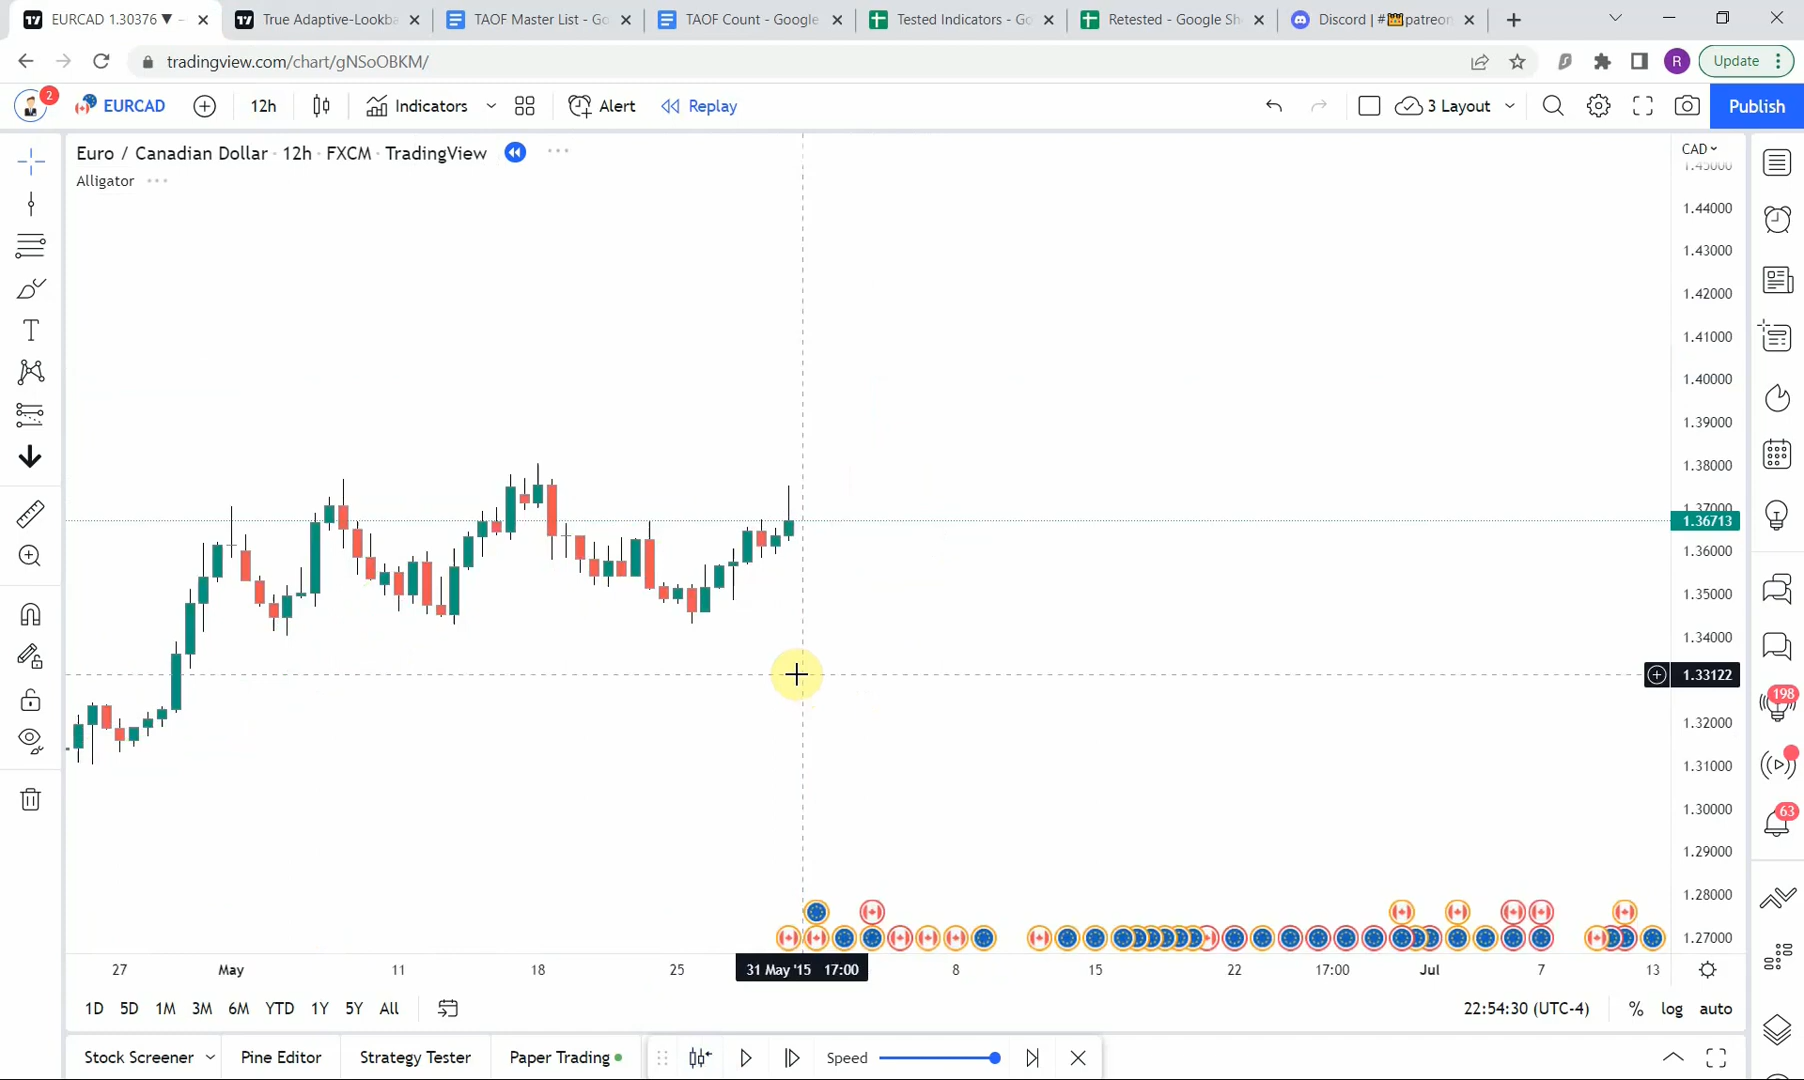 EURCAD 1.30376 ▼
True Adaptive-Lookba
TAOF Master List - Go
TAOF Count - Google
Tested Indicators - Go
Retested - Google Sh
Discord | #👑patreon
tradingview.com/chart/gNSoOBKM/
R
Update
2
EURCAD
12h
Indicators
Alert
Replay
3 Layout
Publish
Euro / Canadian Dollar · 12h · FXCM · TradingView
Alligator
CAD
1.45000
1.44000
1.43000
1.42000
1.41000
1.40000
1.39000
1.38000
1.37000
1.36713
1.36000
1.35000
1.34000
1.33122
1.32000
1.31000
1.30000
1.29000
1.28000
1.27000
198
63
27 May 11 18 25 31 May '15 17:00 8 15 22 17:00 Jul 7 13
1D 5D 1M 3M 6M YTD 1Y 5Y All
22:54:30 (UTC-4) % log auto
Stock Screener Pine Editor Strategy Tester Paper Trading Speed